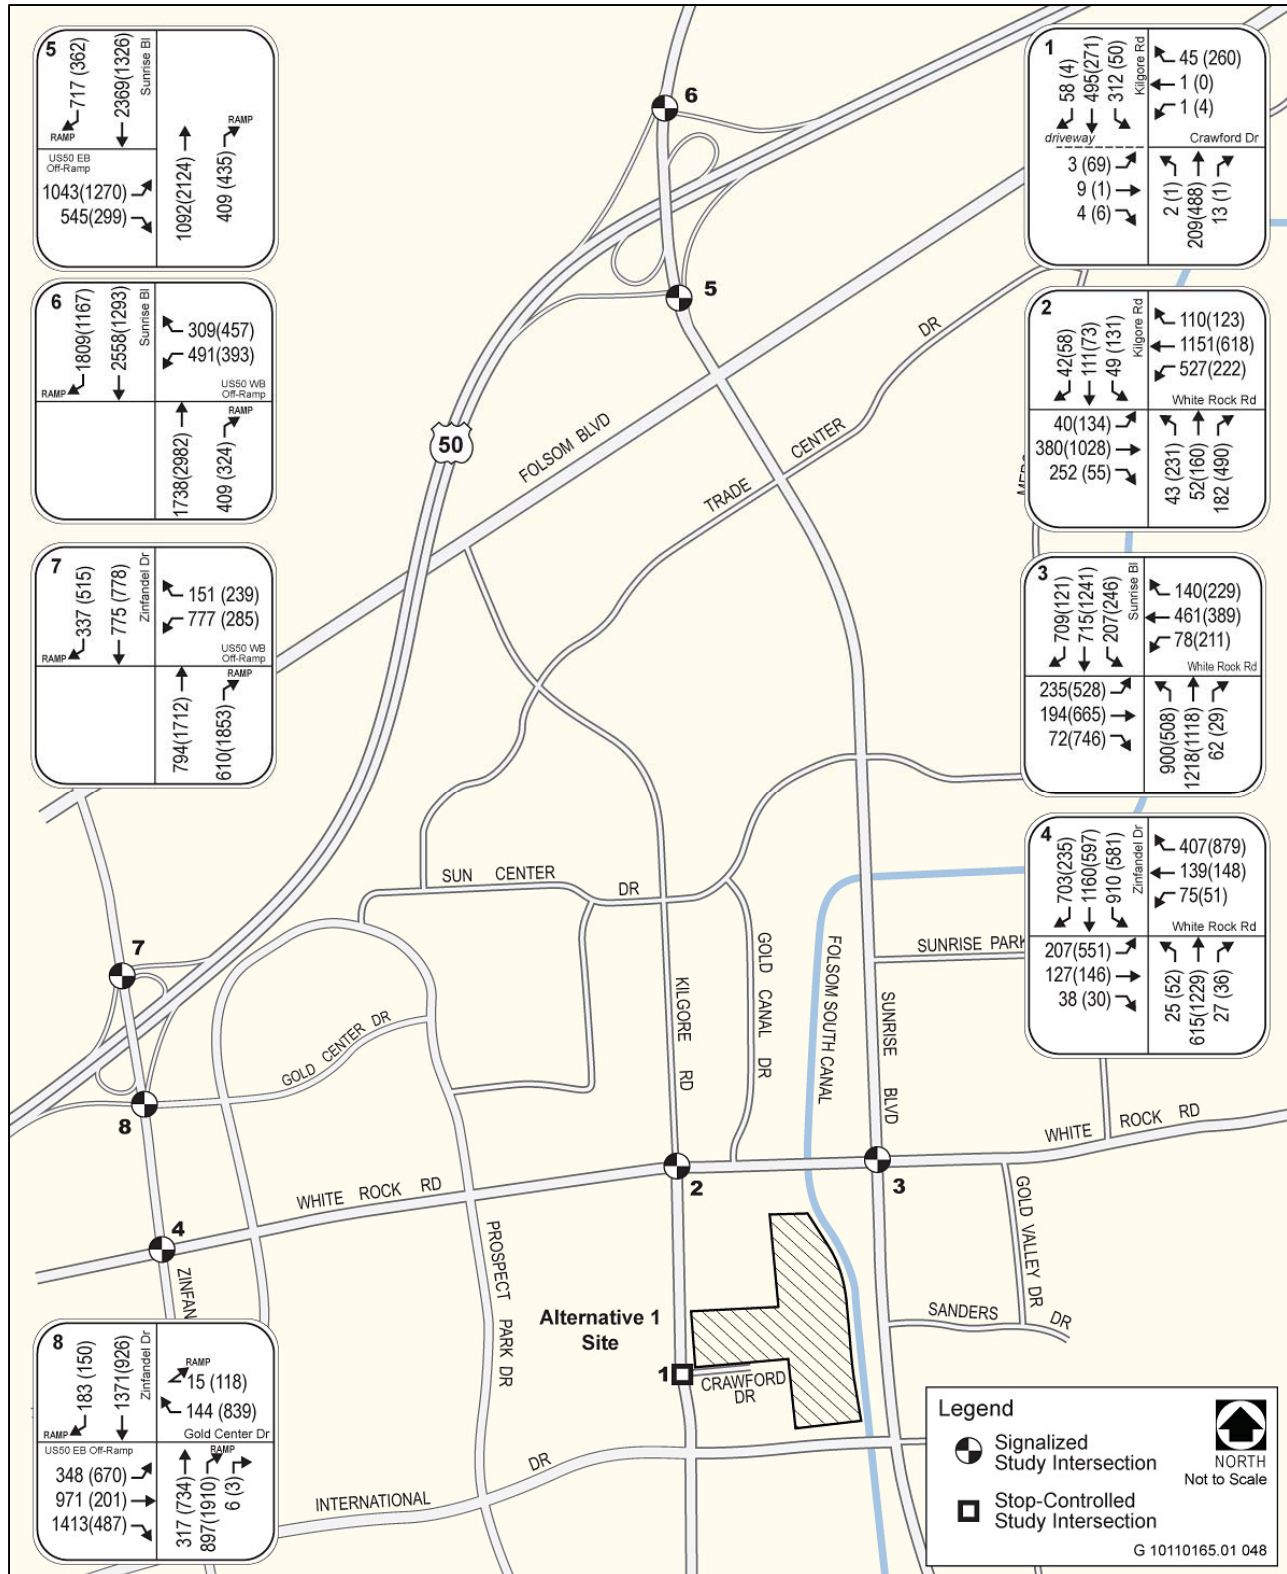 5
717 (362)
2369(1326)
Sunrise Bl
RAMP
US50 EB
Off-Ramp
1043(1270)
545(299)
1092(2124)
409 (435)
RAMP
6
1809(1167)
2558(1293)
Sunrise Bl
RAMP
309(457)
491(393)
US50 WB
Off-Ramp
1738(2982)
409 (324)
RAMP
7
337 (515)
775 (778)
Zinfandel Dr
RAMP
151 (239)
777 (285)
US50 WB
Off-Ramp
794(1712)
610(1853)
RAMP
8
183 (150)
1371(926)
Zinfandel Dr
RAMP
RAMP
15 (118)
144 (839)
Gold Center Dr
US50 EB Off-Ramp
348 (670)
971 (201)
1413(487)
317 (734)
897(1910)
RAMP
6 (3)
1
58 (4)
495(271)
312 (50)
Kilgore Rd
45 (260)
1 (0)
1 (4)
driveway
Crawford Dr
3 (69)
9 (1)
4 (6)
2 (1)
209(488)
13 (1)
2
42(58)
111(73)
49 (131)
Kilgore Rd
110(123)
1151(618)
527(222)
White Rock Rd
40(134)
380(1028)
252 (55)
43 (231)
52(160)
182 (490)
3
709(121)
715(1241)
207(246)
Sunrise Bl
140(229)
461(389)
78(211)
White Rock Rd
235(528)
194(665)
72(746)
900(508)
1218(1118)
62 (29)
4
703(235)
1160(597)
910 (581)
Zinfandel Dr
407(879)
139(148)
75(51)
White Rock Rd
207(551)
127(146)
38 (30)
25 (52)
615(1229)
27 (36)
6
5
50
FOLSOM BLVD
TRADE CENTER DR
SUN CENTER DR
7
8
GOLD CENTER DR
KILGORE RD
GOLD CANAL DR
FOLSOM SOUTH CANAL
SUNRISE BLVD
SUNRISE PARK
WHITE ROCK RD
2
3
WHITE ROCK RD
4
PROSPECT PARK DR
GOLD VALLEY DR
SANDERS DR
Alternative 1
Site
1
CRAWFORD
DR
INTERNATIONAL DR
Legend
Signalized
Study Intersection
Stop-Controlled
Study Intersection
NORTH
Not to Scale
G 10110165.01 048